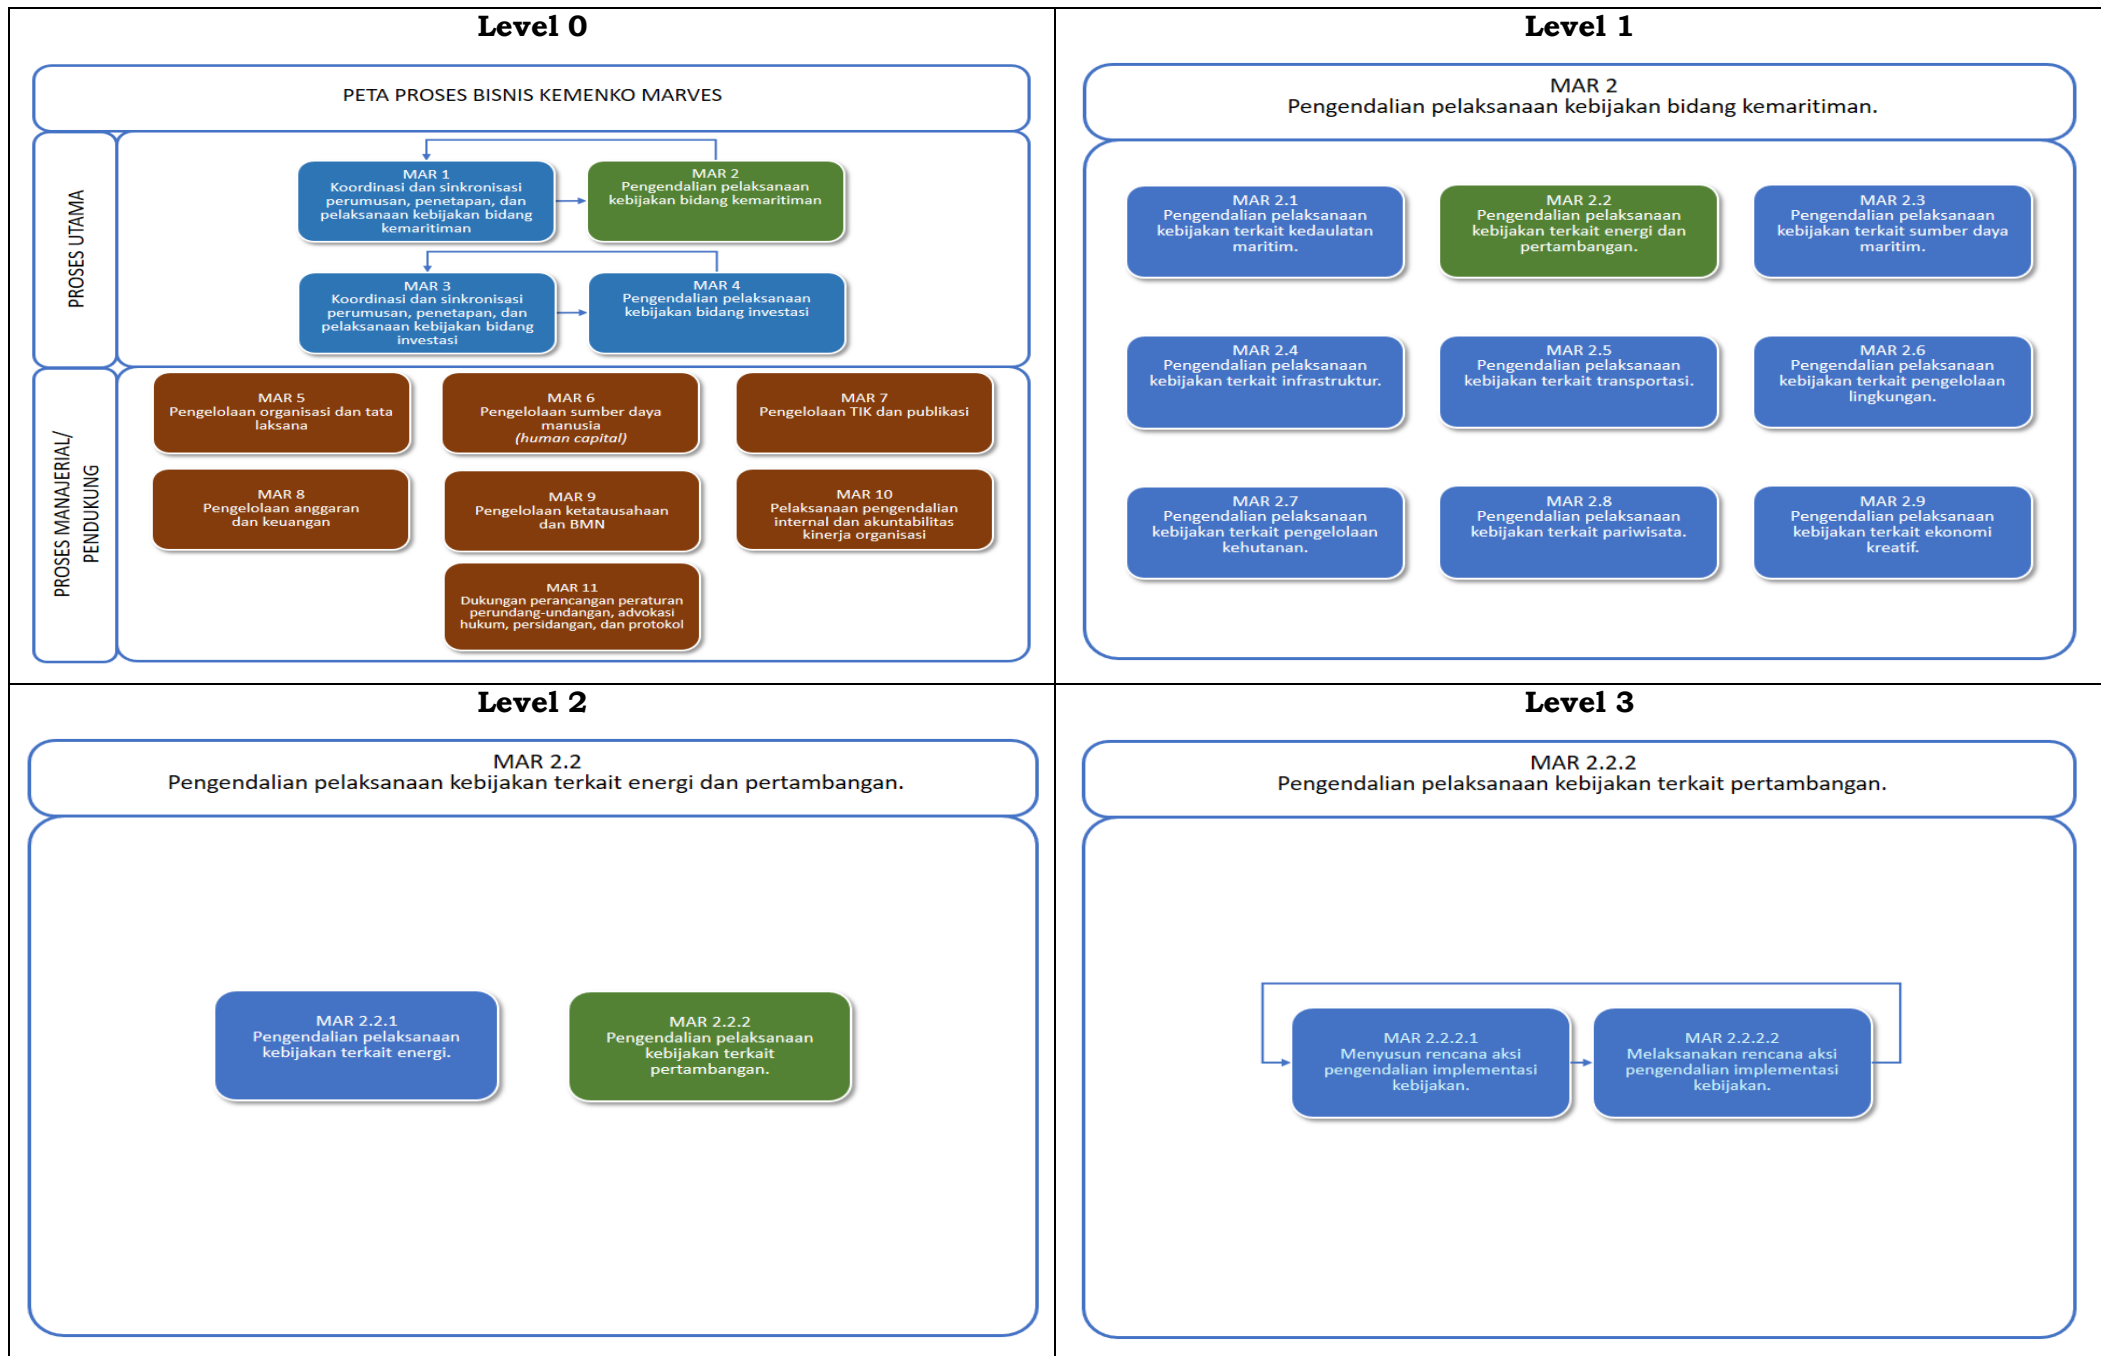 Level 0
PETA PROSES BISNIS KEMENKO MARVES
PROSES UTAMA
MAR 1
Koordinasi dan sinkronisasi
perumusan, penetapan, dan
pelaksanaan kebijakan bidang
kemaritiman
MAR 2
Pengendalian pelaksanaan
kebijakan bidang kemaritiman
MAR 3
Koordinasi dan sinkronisasi
perumusan, penetapan, dan
pelaksanaan kebijakan bidang
investasi
MAR 4
Pengendalian pelaksanaan
kebijakan bidang investasi
PROSES MANAJERIAL/
PENDUKUNG
MAR 5
Pengelolaan organisasi dan tata
laksana
MAR 6
Pengelolaan sumber daya
manusia
(human capital)
MAR 7
Pengelolaan TIK dan publikasi
MAR 8
Pengelolaan anggaran
dan keuangan
MAR 9
Pengelolaan ketatausahaan
dan BMN
MAR 10
Pelaksanaan pengendalian
internal dan akuntabilitas
kinerja organisasi
MAR 11
Dukungan perancangan peraturan
perundang-undangan, advokasi
hukum, persidangan, dan protokol
Level 1
MAR 2
Pengendalian pelaksanaan kebijakan bidang kemaritiman.
MAR 2.1
Pengendalian pelaksanaan
kebijakan terkait kedaulatan
maritim.
MAR 2.2
Pengendalian pelaksanaan
kebijakan terkait energi dan
pertambangan.
MAR 2.3
Pengendalian pelaksanaan
kebijakan terkait sumber daya
maritim.
MAR 2.4
Pengendalian pelaksanaan
kebijakan terkait infrastruktur.
MAR 2.5
Pengendalian pelaksanaan
kebijakan terkait transportasi.
MAR 2.6
Pengendalian pelaksanaan
kebijakan terkait pengelolaan
lingkungan.
MAR 2.7
Pengendalian pelaksanaan
kebijakan terkait pengelolaan
kehutanan.
MAR 2.8
Pengendalian pelaksanaan
kebijakan terkait pariwisata.
MAR 2.9
Pengendalian pelaksanaan
kebijakan terkait ekonomi
kreatif.
Level 2
MAR 2.2
Pengendalian pelaksanaan kebijakan terkait energi dan pertambangan.
MAR 2.2.1
Pengendalian pelaksanaan
kebijakan terkait energi.
MAR 2.2.2
Pengendalian pelaksanaan
kebijakan terkait
pertambangan.
Level 3
MAR 2.2.2
Pengendalian pelaksanaan kebijakan terkait pertambangan.
MAR 2.2.2.1
Menyusun rencana aksi
pengendalian implementasi
kebijakan.
MAR 2.2.2.2
Melaksanakan rencana aksi
pengendalian implementasi
kebijakan.